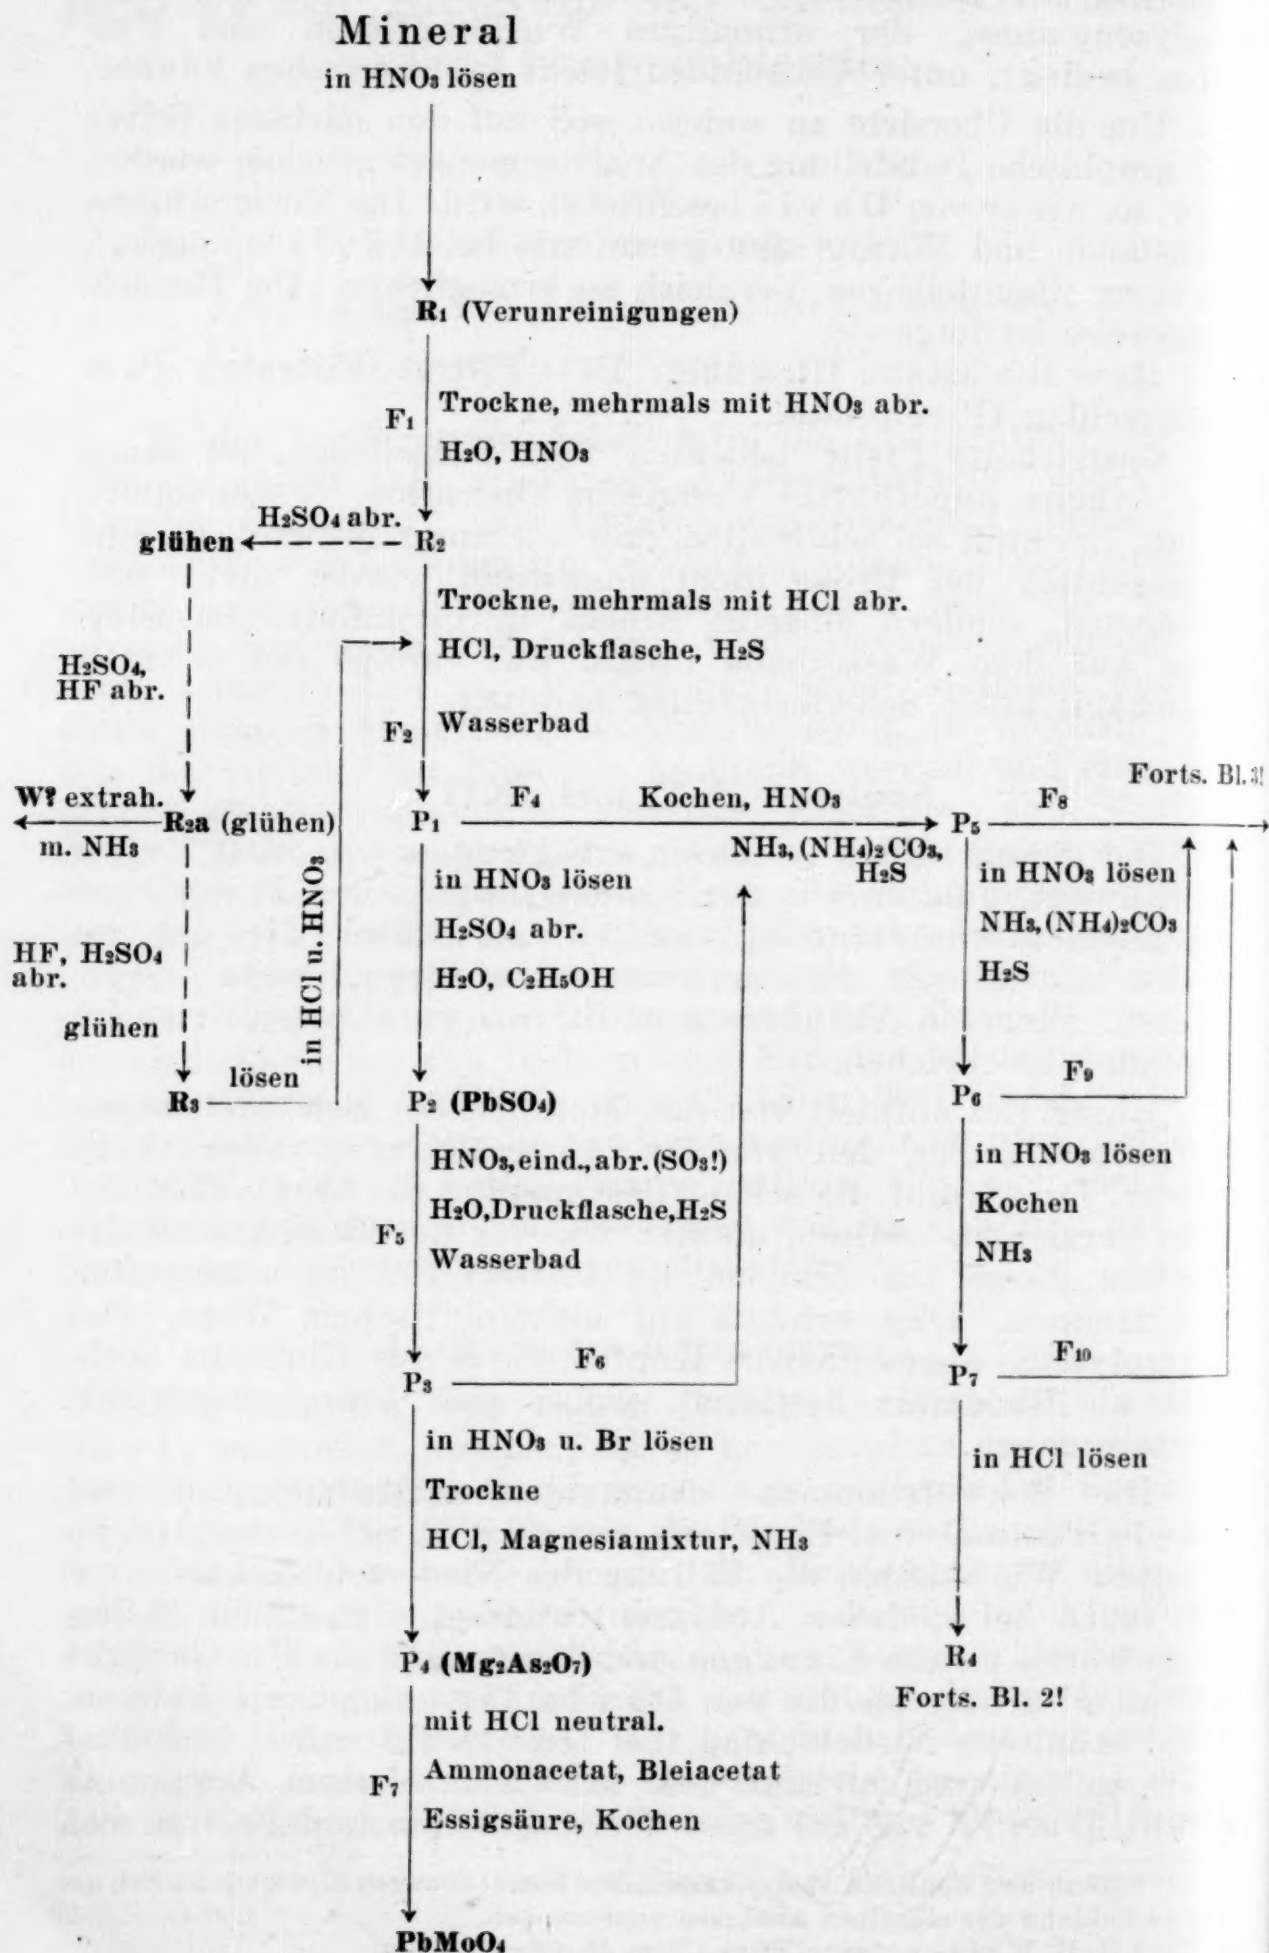 Mineral
in HNO₃ lösen
R₁ (Verunreinigungen)
F₁
Trockne, mehrmals mit HNO₃ abr.
H₂O, HNO₃
H₂SO₄ abr.
glühen
R₂
Trockne, mehrmals mit HCl abr.
HCl, Druckflasche, H₂S
H₂SO₄,
HF abr.
F₂
Wasserbad
Forts. Bl. 3!
W? extrah.
m. NH₃
R₂a (glühen)
P₁
F₄
Kochen, HNO₃
NH₃, (NH₄)₂CO₃,
H₂S
P₅
F₈
in HCl u. HNO₃
in HNO₃ lösen
H₂SO₄ abr.
H₂O, C₂H₅OH
in HNO₃ lösen
NH₃, (NH₄)₂CO₃
H₂S
HF, H₂SO₄
abr.
glühen
R₃
lösen
P₂ (PbSO₄)
P₆
F₉
HNO₃, eind., abr. (SO₃!)
H₂O, Druckflasche, H₂S
F₅
Wasserbad
in HNO₃ lösen
Kochen
NH₃
P₃
F₆
P₇
F₁₀
in HNO₃ u. Br lösen
Trockne
HCl, Magnesiamixtur, NH₃
in HCl lösen
P₄ (Mg₂As₂O₇)
R₄
Forts. Bl. 2!
mit HCl neutral.
F₇
Ammonacetat, Bleiacetat
Essigsäure, Kochen
PbMoO₄